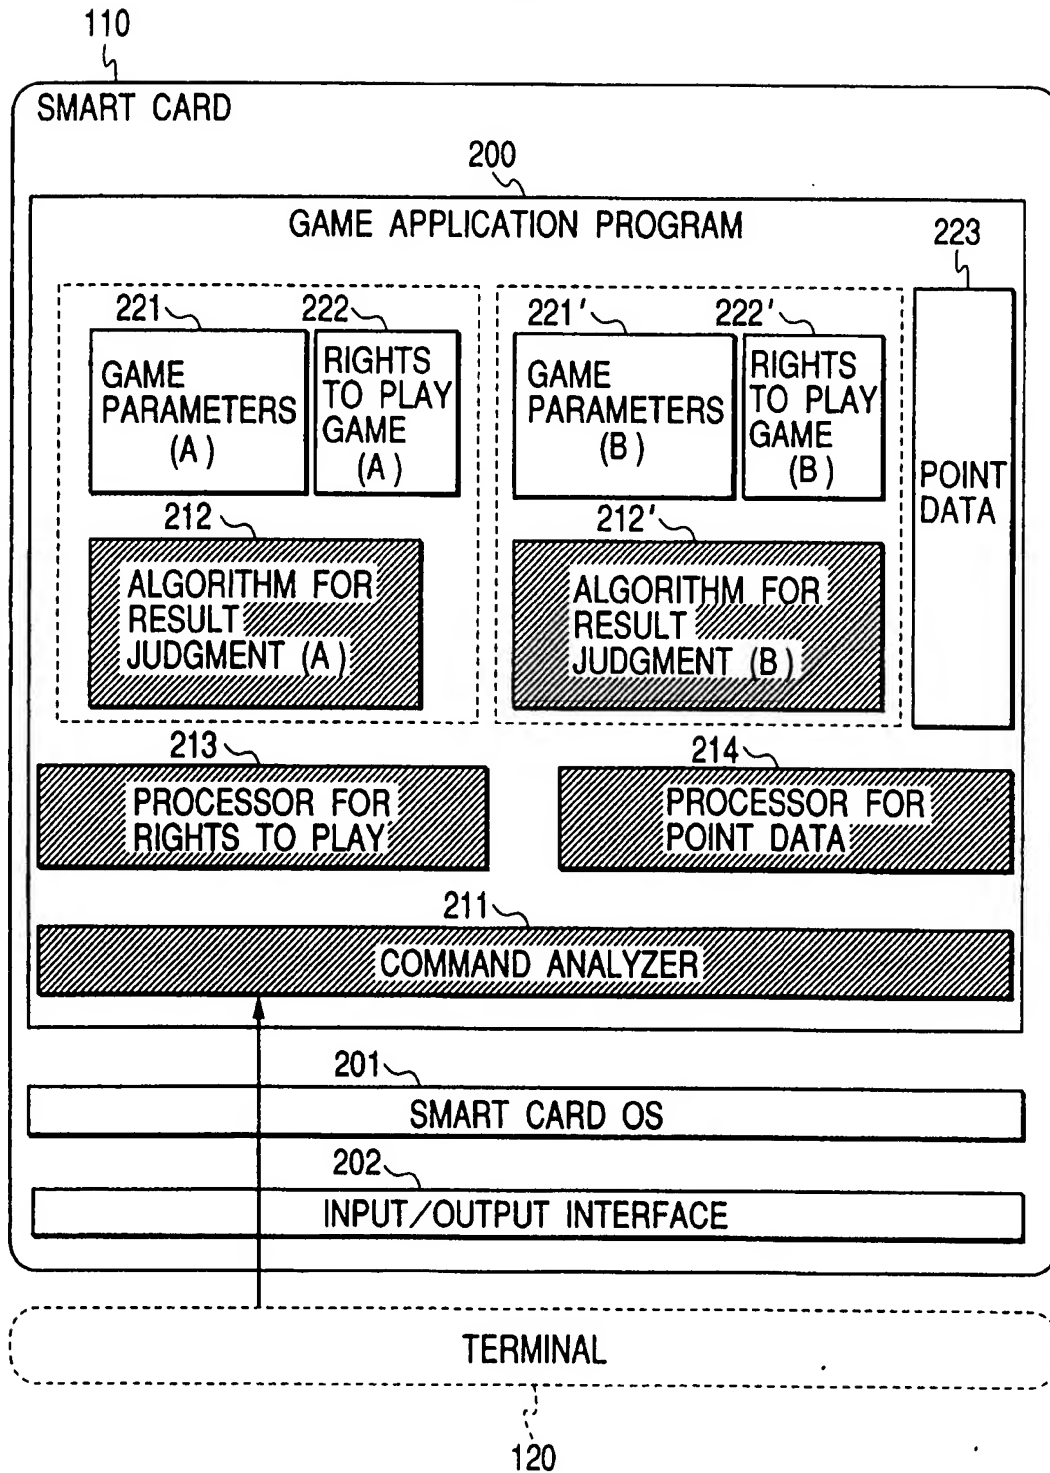 110
SMART CARD
200
GAME APPLICATION PROGRAM
223
221
222
221'
222'
GAME
PARAMETERS
(A)
RIGHTS
TO PLAY
GAME
(A)
GAME
PARAMETERS
(B)
RIGHTS
TO PLAY
GAME
(B)
POINT
DATA
212
212'
ALGORITHM FOR
RESULT
JUDGMENT (A)
ALGORITHM FOR
RESULT
JUDGMENT (B)
213
214
PROCESSOR FOR
RIGHTS TO PLAY
PROCESSOR FOR
POINT DATA
211
COMMAND ANALYZER
201
SMART CARD OS
202
INPUT/OUTPUT INTERFACE
TERMINAL
120